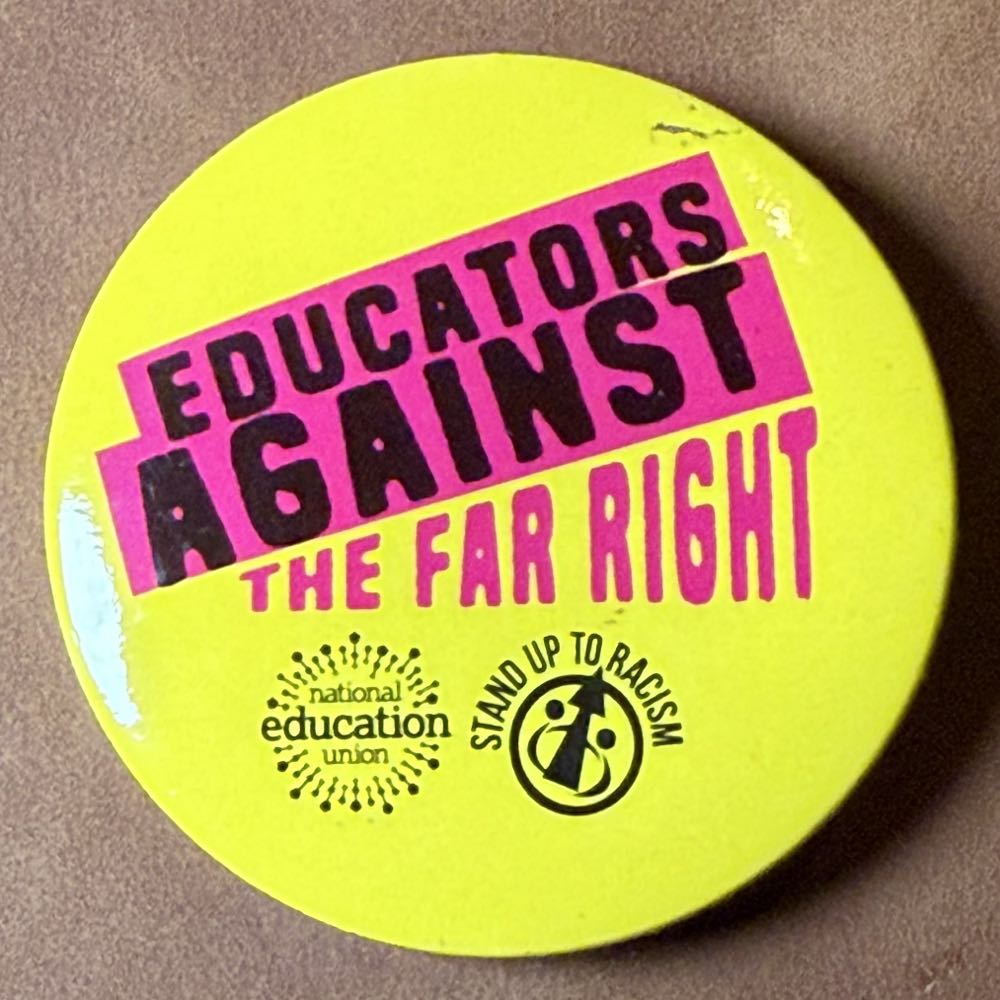 EDUCATORS
AGAINST
THE FAR RIGHT
national
education
union
STAND UP TO RACISM